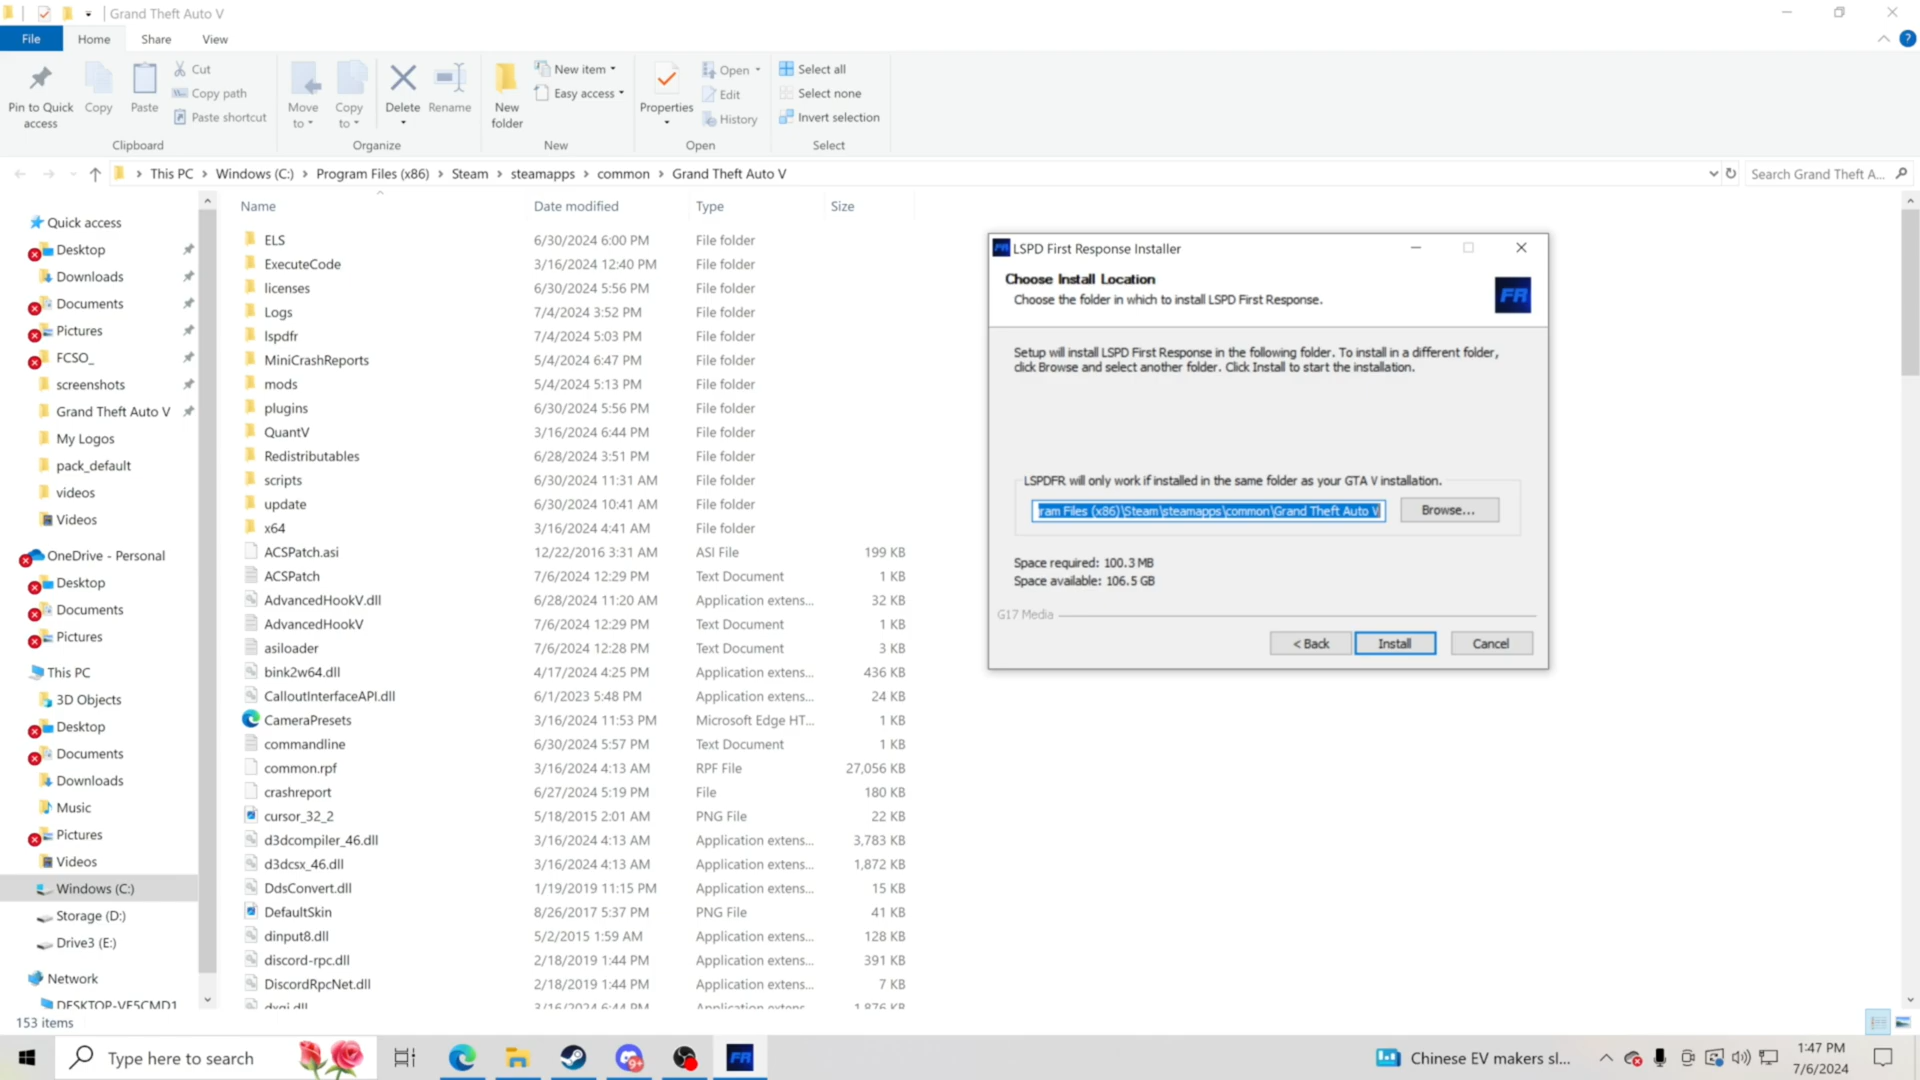 Grand Theft Auto V
File
Home
Share
View
Pin to Quick access
Copy
Paste
Cut
Copy path
Paste shortcut
Clipboard
Move to
Copy to
Delete
Rename
Organize
New folder
New item
Easy access
New
Properties
Open
Edit
History
Open
Select all
Select none
Invert selection
Select
This PC > Windows (C:) > Program Files (x86) > Steam > steamapps > common > Grand Theft Auto V
Search Grand Theft A...
Quick access
Desktop
Downloads
Documents
Pictures
FCSO_
screenshots
Grand Theft Auto V
My Logos
pack_default
videos
Videos
OneDrive - Personal
Desktop
Documents
Pictures
This PC
3D Objects
Desktop
Documents
Downloads
Music
Pictures
Videos
Windows (C:)
Storage (D:)
Drive3 (E:)
Network
DESKTOP-VF5CMD1
Name Date modified Type Size
ELS 6/30/2024 6:00 PM File folder
ExecuteCode 3/16/2024 12:40 PM File folder
licenses 6/30/2024 5:56 PM File folder
Logs 7/4/2024 3:52 PM File folder
lspdfr 7/4/2024 5:03 PM File folder
MiniCrashReports 5/4/2024 6:47 PM File folder
mods 5/4/2024 5:13 PM File folder
plugins 6/30/2024 5:56 PM File folder
QuantV 3/16/2024 6:44 PM File folder
Redistributables 6/28/2024 3:51 PM File folder
scripts 6/30/2024 11:31 AM File folder
update 6/30/2024 10:41 AM File folder
x64 3/16/2024 4:41 AM File folder
ACSPatch.asi 12/22/2016 3:31 AM ASI File 199 KB
ACSPatch 7/6/2024 12:29 PM Text Document 1 KB
AdvancedHookV.dll 6/28/2024 11:20 AM Application extens... 32 KB
AdvancedHookV 7/6/2024 12:29 PM Text Document 1 KB
asiloader 7/6/2024 12:28 PM Text Document 3 KB
bink2w64.dll 4/17/2024 4:25 PM Application extens... 436 KB
CalloutInterfaceAPI.dll 6/1/2023 5:48 PM Application extens... 24 KB
CameraPresets 3/16/2024 11:53 PM Microsoft Edge HT... 1 KB
commandline 6/30/2024 5:57 PM Text Document 1 KB
common.rpf 3/16/2024 4:13 AM RPF File 27,056 KB
crashreport 6/27/2024 5:19 PM File 180 KB
cursor_32_2 5/18/2015 2:01 AM PNG File 22 KB
d3dcompiler_46.dll 3/16/2024 4:13 AM Application extens... 3,783 KB
d3dcsx_46.dll 3/16/2024 4:13 AM Application extens... 1,872 KB
DdsConvert.dll 1/19/2019 11:15 PM Application extens... 15 KB
DefaultSkin 8/26/2017 5:37 PM PNG File 41 KB
dinput8.dll 5/2/2015 1:59 AM Application extens... 128 KB
discord-rpc.dll 2/18/2019 1:44 PM Application extens... 391 KB
DiscordRpcNet.dll 2/18/2019 1:44 PM Application extens... 7 KB
dxgi.dll 3/16/2024 6:44 PM Application extens... 1,876 KB
153 items
LSPD First Response Installer
Choose Install Location
Choose the folder in which to install LSPD First Response.
FR
Setup will install LSPD First Response in the following folder. To install in a different folder,
click Browse and select another folder. Click Install to start the installation.
LSPDFR will only work if installed in the same folder as your GTA V installation.
ram Files (x86)\Steam\steamapps\common\Grand Theft Auto V
Browse...
Space required: 100.3 MB
Space available: 106.5 GB
G17 Media
< Back
Install
Cancel
Type here to search
FR
Chinese EV makers sl...
1:47 PM
7/6/2024